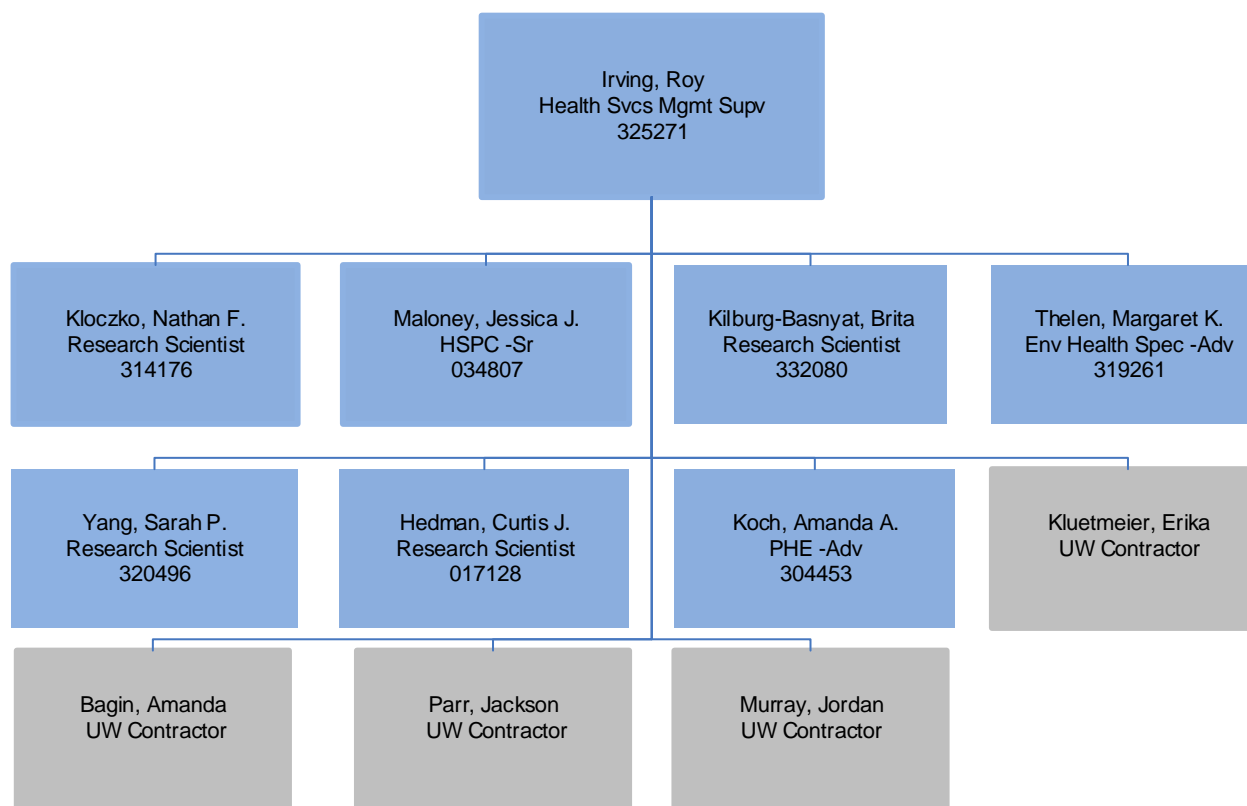 Irving, Roy
Health Svcs Mgmt Supv
325271
Kloczko, Nathan F.
Research Scientist
314176
Maloney, Jessica J.
HSPC -Sr
034807
Kilburg-Basnyat, Brita
Research Scientist
332080
Thelen, Margaret K.
Env Health Spec -Adv
319261
Yang, Sarah P.
Research Scientist
320496
Hedman, Curtis J.
Research Scientist
017128
Koch, Amanda A.
PHE -Adv
304453
Kluetmeier, Erika
UW Contractor
Bagin, Amanda
UW Contractor
Parr, Jackson
UW Contractor
Murray, Jordan
UW Contractor